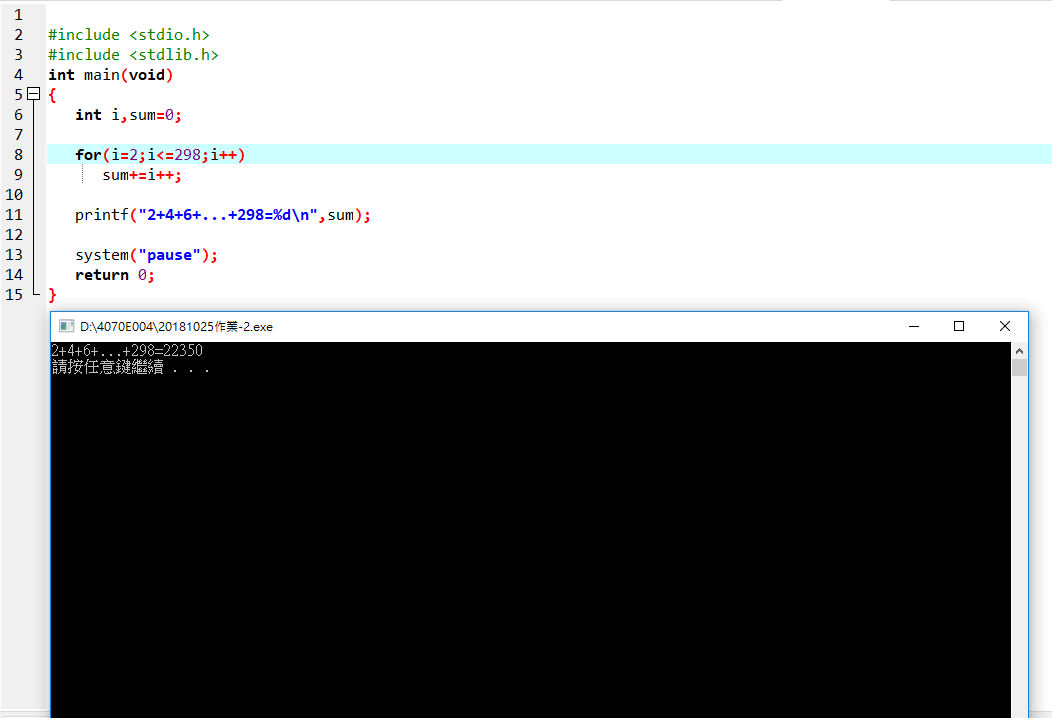 1
2 #include <stdio.h>
3 #include <stdlib.h>
4 int main(void)
5 {
6 int i,sum=0;
7
8 for(i=2;i<=298;i++)
9 sum+=i++;
10
11 printf("2+4+6+...+298=%d\n",sum);
12
13 system("pause");
14 return 0;
15 }
D:\4070E004\20181025作業-2.exe
2+4+6+...+298=22350
請按任意鍵繼續 . . .